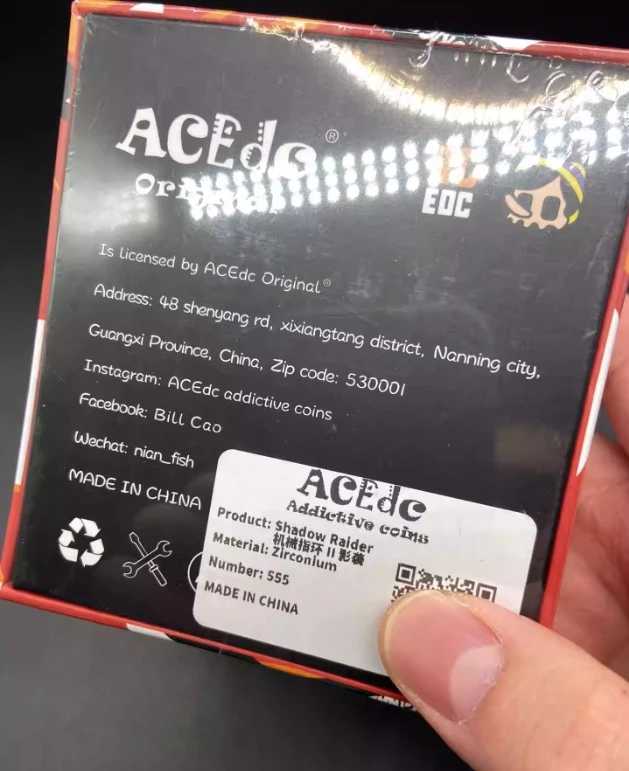 ACEdc®
Original
EDC
Is licensed by ACEdc Original®
Address: 48 shenyang rd, xixiangtang district, Nanning city,
Guangxi Province, China, Zip code: 530001
Instagram: ACEdc addictive coins
Facebook: Bill Cao
Wechat: nian_fish
MADE IN CHINA
ACEdc
Addictive coins
Product: Shadow Raider
机械指环 II 影袭
Material: Zirconium
Number: 555
MADE IN CHINA